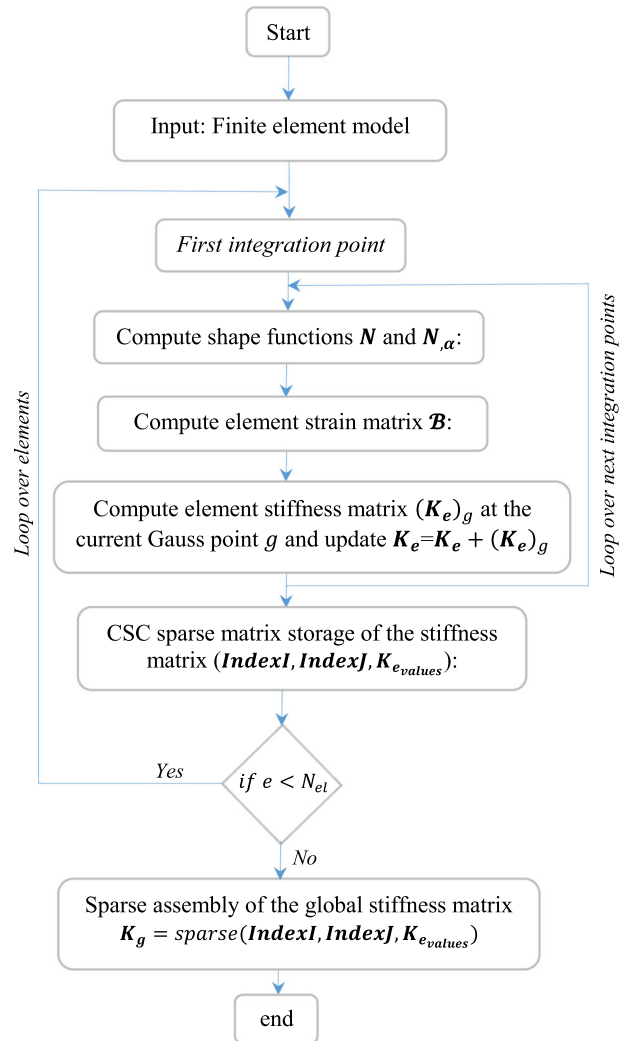 Start
Input: Finite element model
First integration point
Compute shape functions 𝑵 and 𝑵,𝜶:
Compute element strain matrix 𝓑:
Compute element stiffness matrix (𝑲𝒆)𝑔 at the
current Gauss point 𝑔 and update 𝑲𝒆=𝑲𝒆 + (𝑲𝒆)𝑔
CSC sparse matrix storage of the stiffness
matrix (𝑰𝒏𝒅𝒆𝒙𝑰, 𝑰𝒏𝒅𝒆𝒙𝑱, 𝑲𝒆𝒗𝒂𝒍𝒖𝒆𝒔):
if e < N_el
Yes
No
Sparse assembly of the global stiffness matrix
𝑲𝒈 = sparse(𝑰𝒏𝒅𝒆𝒙𝑰, 𝑰𝒏𝒅𝒆𝒙𝑱, 𝑲𝒆𝒗𝒂𝒍𝒖𝒆𝒔)
end
Loop over elements
Loop over next integration points